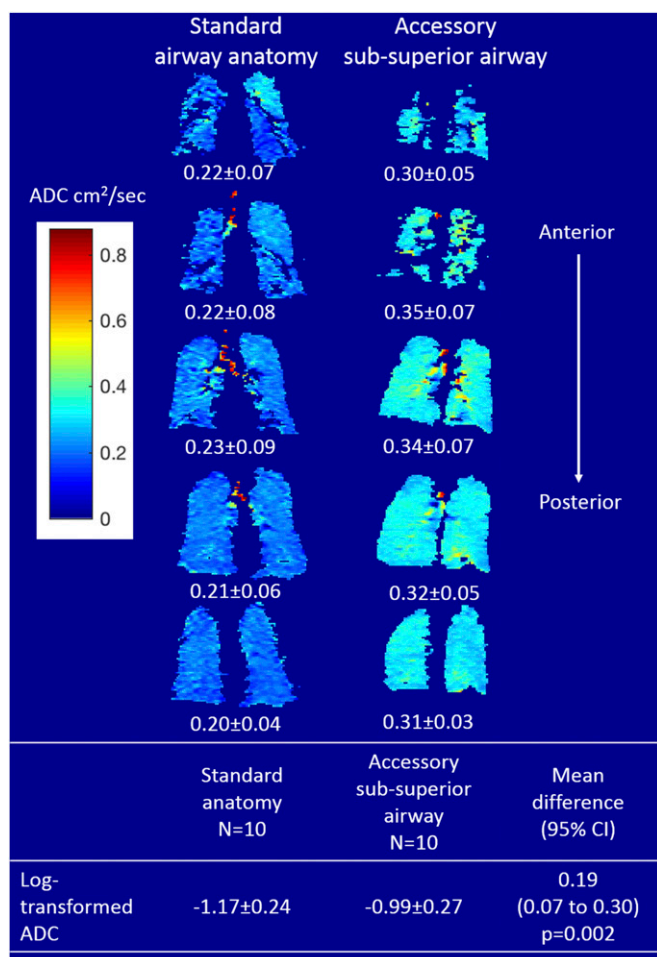 Standard
airway anatomy
Accessory
sub-superior airway
0.22±0.07
0.30±0.05
ADC cm²/sec
0.8
0.6
0.4
0.2
0
Anterior
0.22±0.08
0.35±0.07
0.23±0.09
0.34±0.07
Posterior
0.21±0.06
0.32±0.05
0.20±0.04
0.31±0.03
Standard
anatomy
N=10
Accessory
sub-superior
airway
N=10
Mean
difference
(95% CI)
Log-
transformed
ADC
-1.17±0.24
-0.99±0.27
0.19
(0.07 to 0.30)
p=0.002